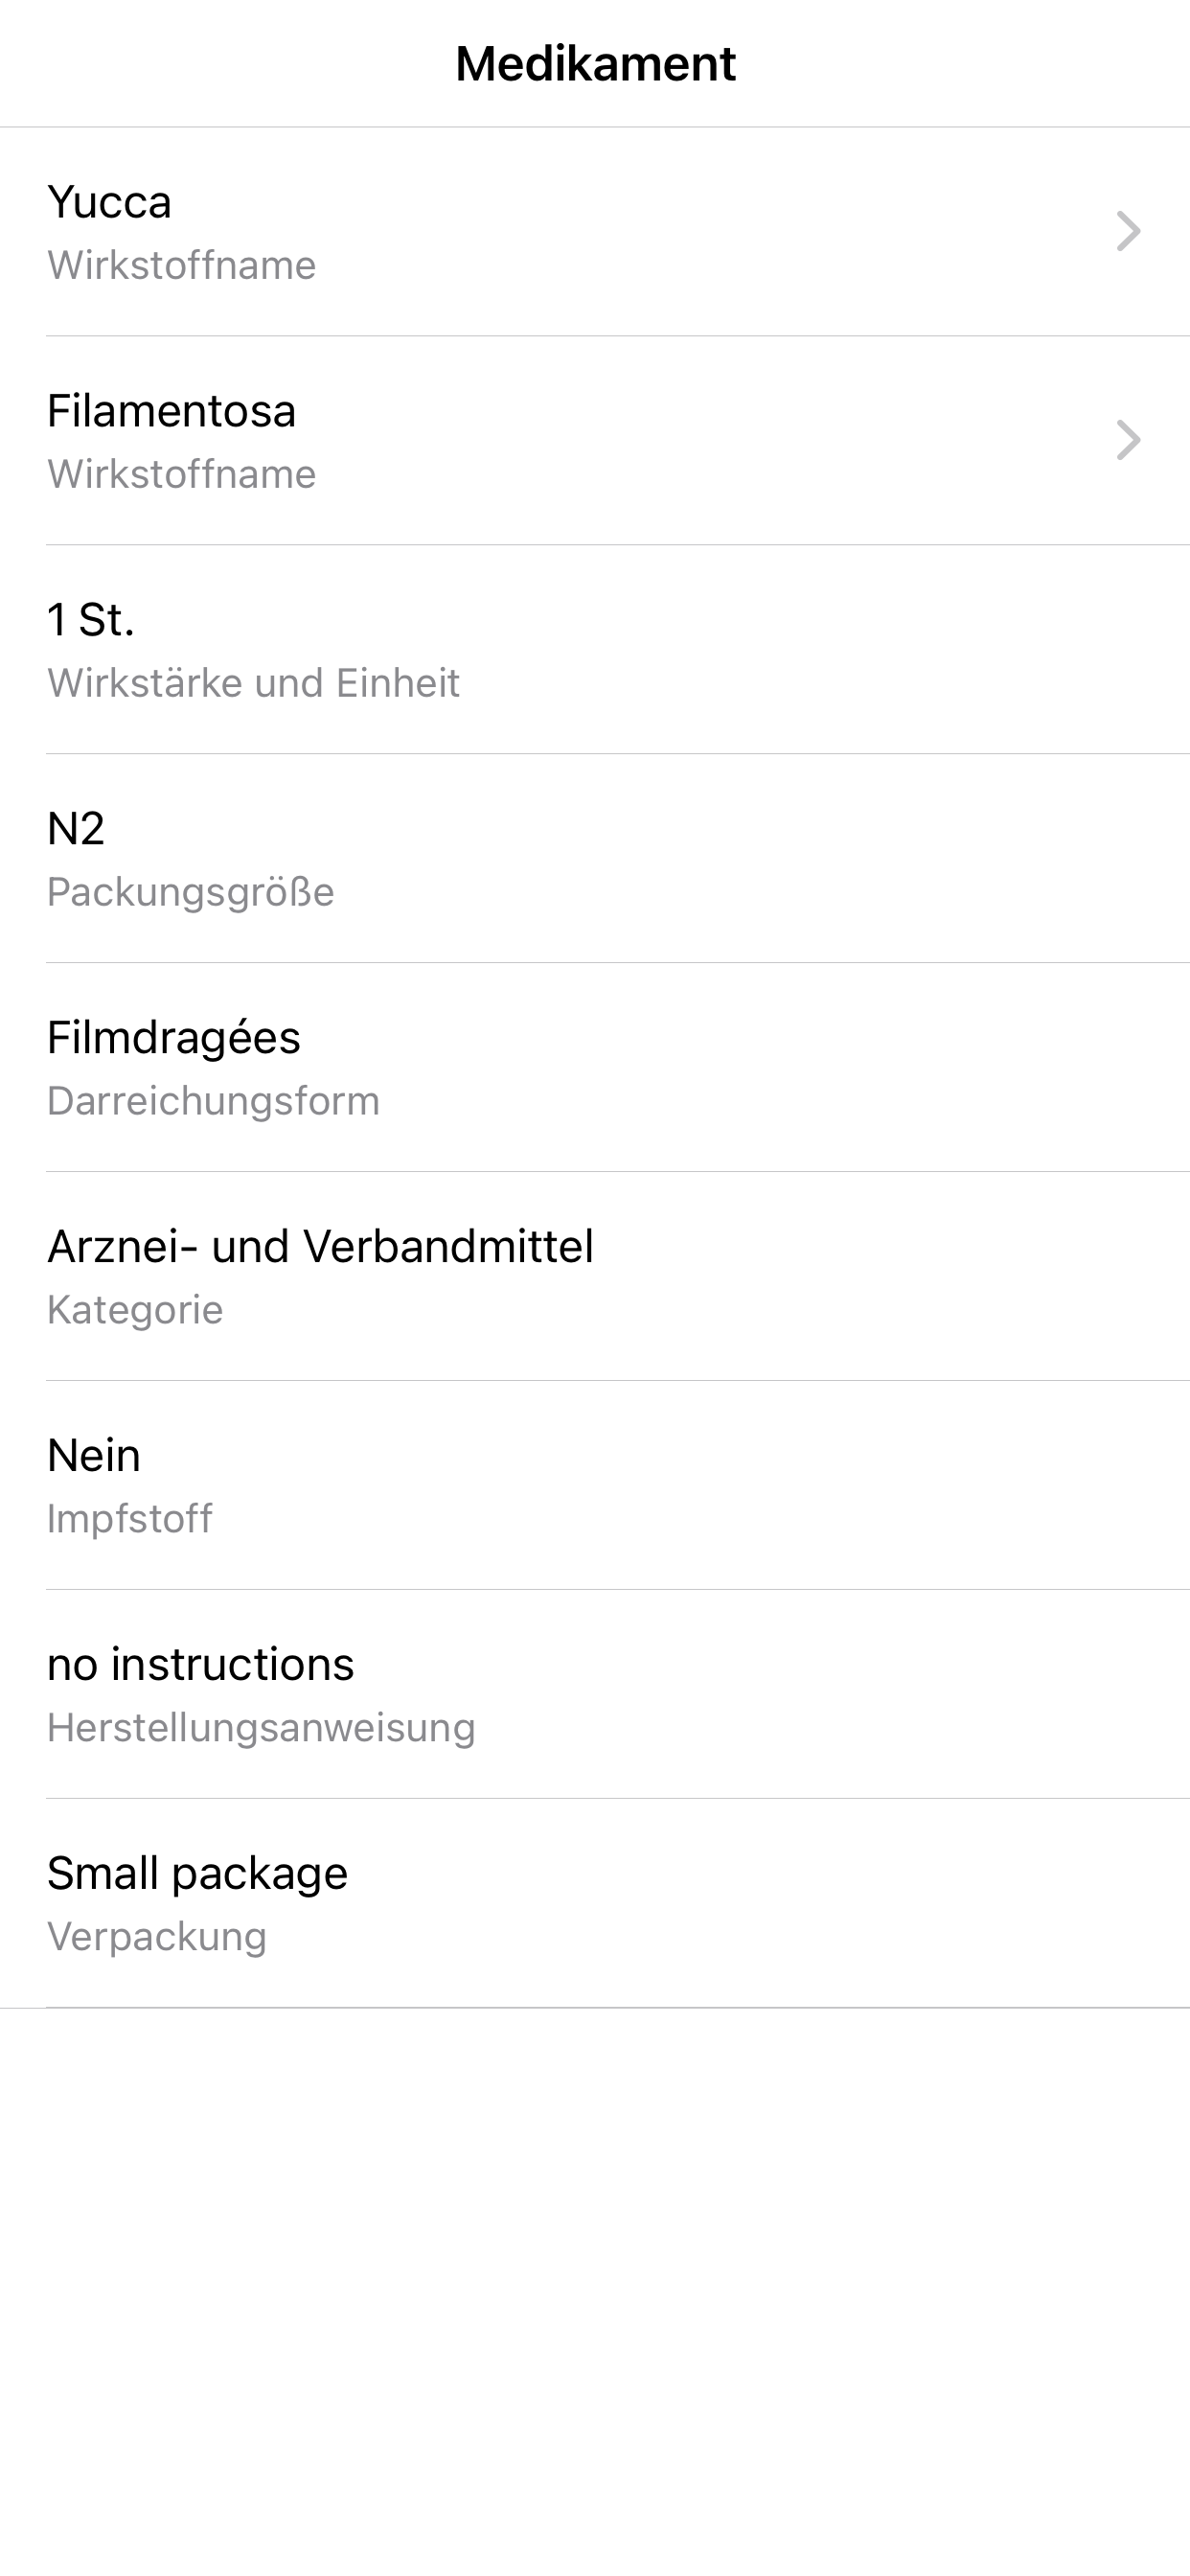 Medikament
Yucca
Wirkstoffname
Filamentosa
Wirkstoffname
1 St.
Wirkstärke und Einheit
N2
Packungsgröße
Filmdragées
Darreichungsform
Arznei- und Verbandmittel
Kategorie
Nein
Impfstoff
no instructions
Herstellungsanweisung
Small package
Verpackung